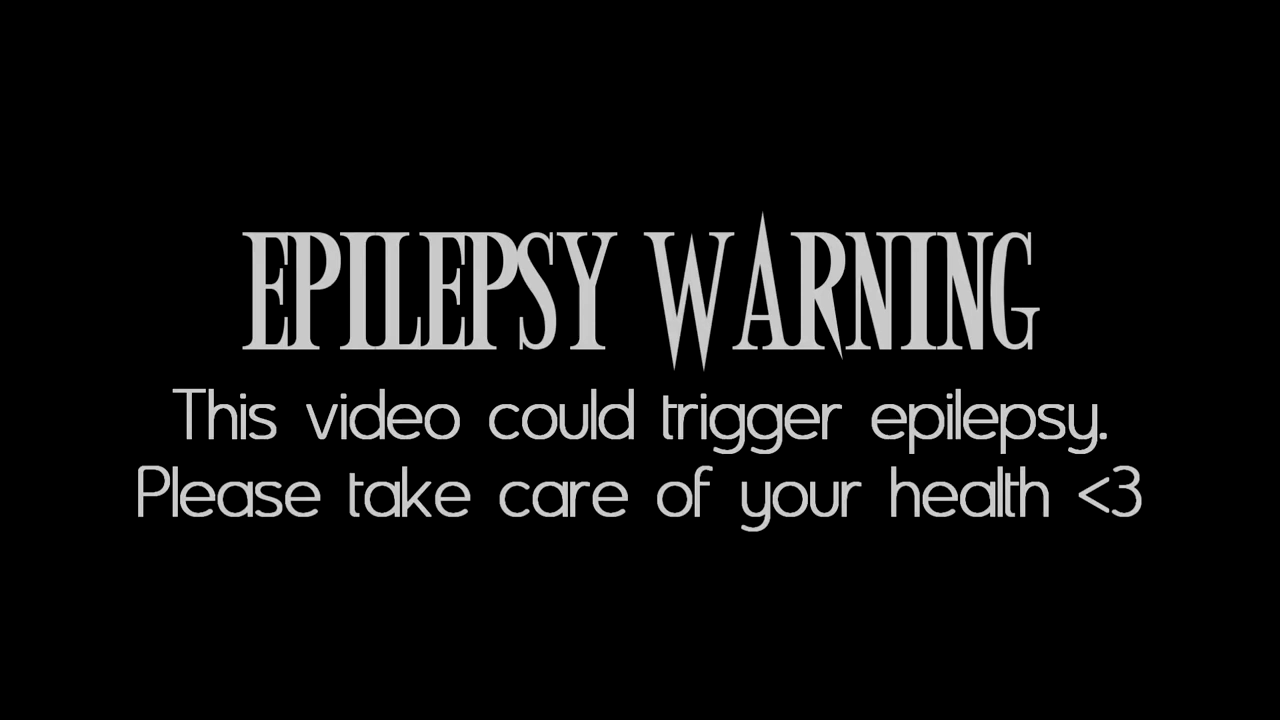 EPILEPSY WARNING
This video could trigger epilepsy.
Please take care of your health <3